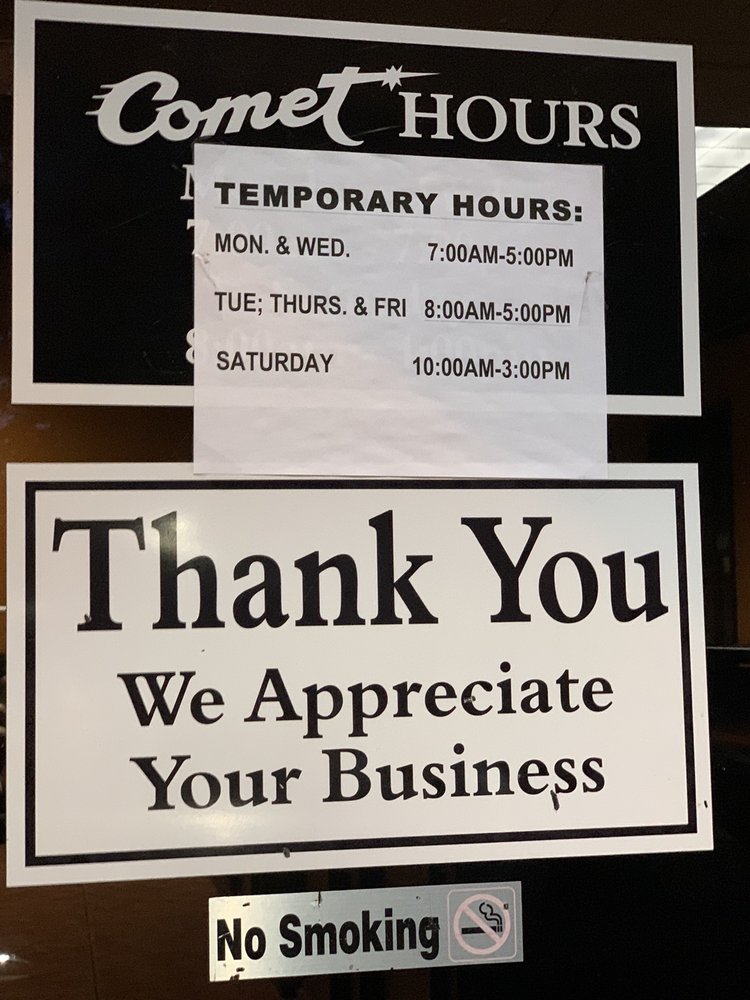 Comet HOURS
TEMPORARY HOURS:
MON. & WED. 7:00AM-5:00PM
TUE; THURS. & FRI 8:00AM-5:00PM
SATURDAY 10:00AM-3:00PM
Thank You
We Appreciate
Your Business
No Smoking